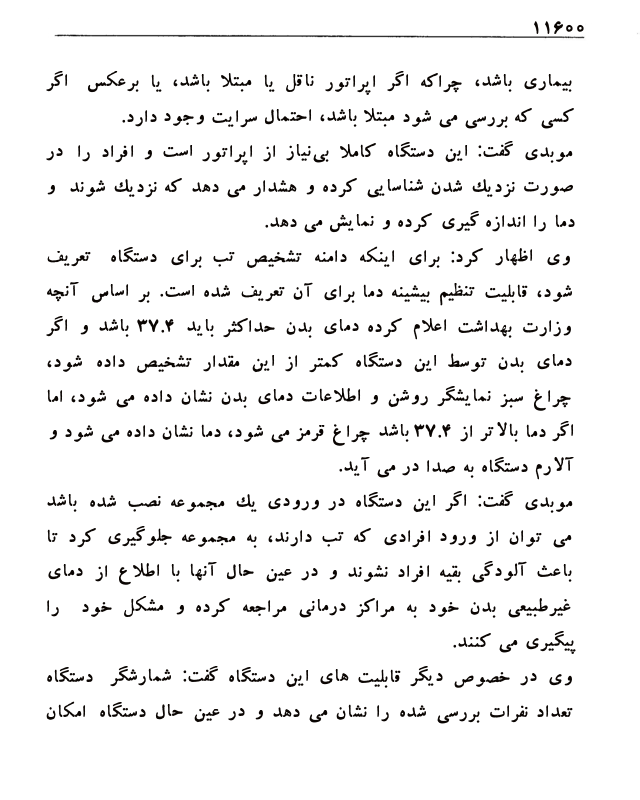 ۱۱۶۰۰
بیماری باشد، چراکه اگر اپراتور ناقل یا مبتلا باشد، یا برعکس اگر
کسی که بررسی می شود مبتلا باشد، احتمال سرایت وجود دارد.
موبدی گفت: این دستگاه کاملا بی‌نیاز از اپراتور است و افراد را در
صورت نزدیك شدن شناسایی کرده و هشدار می دهد که نزدیك شوند و
دما را اندازه گیری کرده و نمایش می دهد.
وی اظهار کرد: برای اینکه دامنه تشخیص تب برای دستگاه تعریف
شود، قابلیت تنظیم بیشینه دما برای آن تعریف شده است. بر اساس آنچه
وزارت بهداشت اعلام کرده دمای بدن حداکثر باید ۳۷.۴ باشد و اگر
دمای بدن توسط این دستگاه کمتر از این مقدار تشخیص داده شود،
چراغ سبز نمایشگر روشن و اطلاعات دمای بدن نشان داده می شود، اما
اگر دما بالاتر از ۳۷.۴ باشد چراغ قرمز می شود، دما نشان داده می شود و
آلارم دستگاه به صدا در می آید.
موبدی گفت: اگر این دستگاه در ورودی یك مجموعه نصب شده باشد
می توان از ورود افرادی که تب دارند، به مجموعه جلوگیری کرد تا
باعث آلودگی بقیه افراد نشوند و در عین حال آنها با اطلاع از دمای
غیرطبیعی بدن خود به مراکز درمانی مراجعه کرده و مشکل خود را
پیگیری می کنند.
وی در خصوص دیگر قابلیت های این دستگاه گفت: شمارشگر دستگاه
تعداد نفرات بررسی شده را نشان می دهد و در عین حال دستگاه امکان